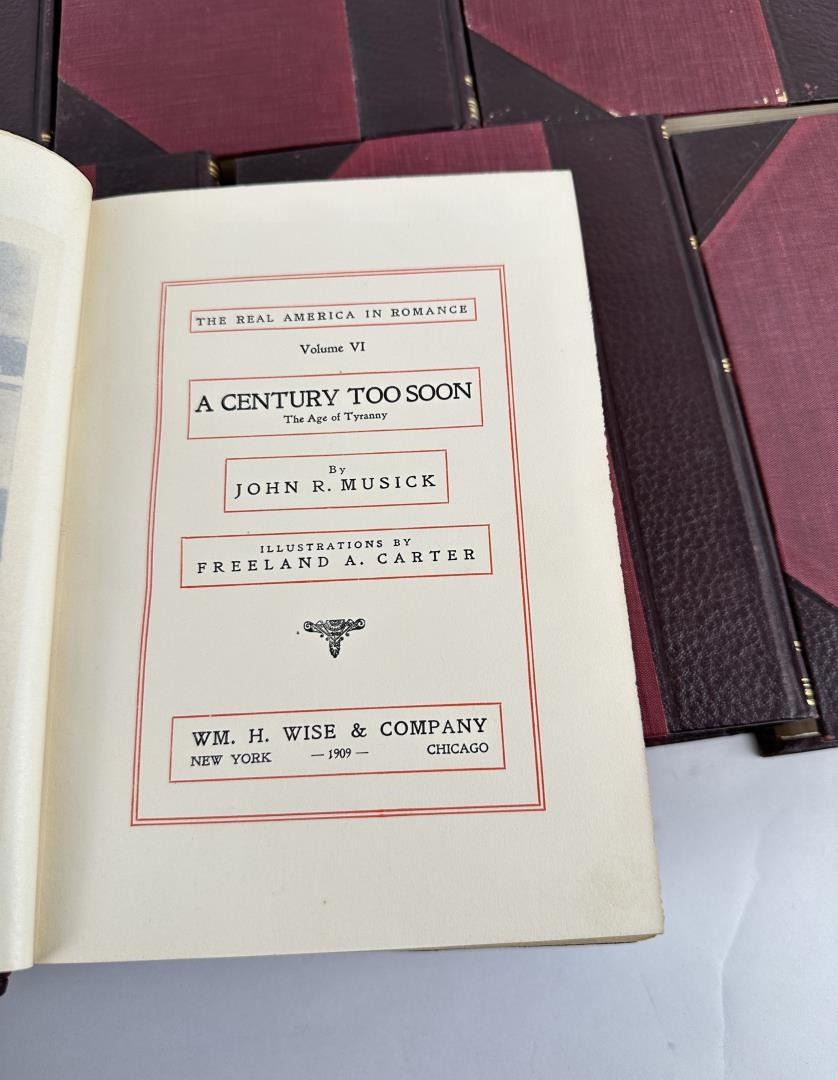 THE REAL AMERICA IN ROMANCE
Volume VI
A CENTURY TOO SOON
The Age of Tyranny
By
JOHN R. MUSICK
ILLUSTRATIONS BY
FREELAND A. CARTER
WM. H. WISE & COMPANY
NEW YORK — 1909 — CHICAGO